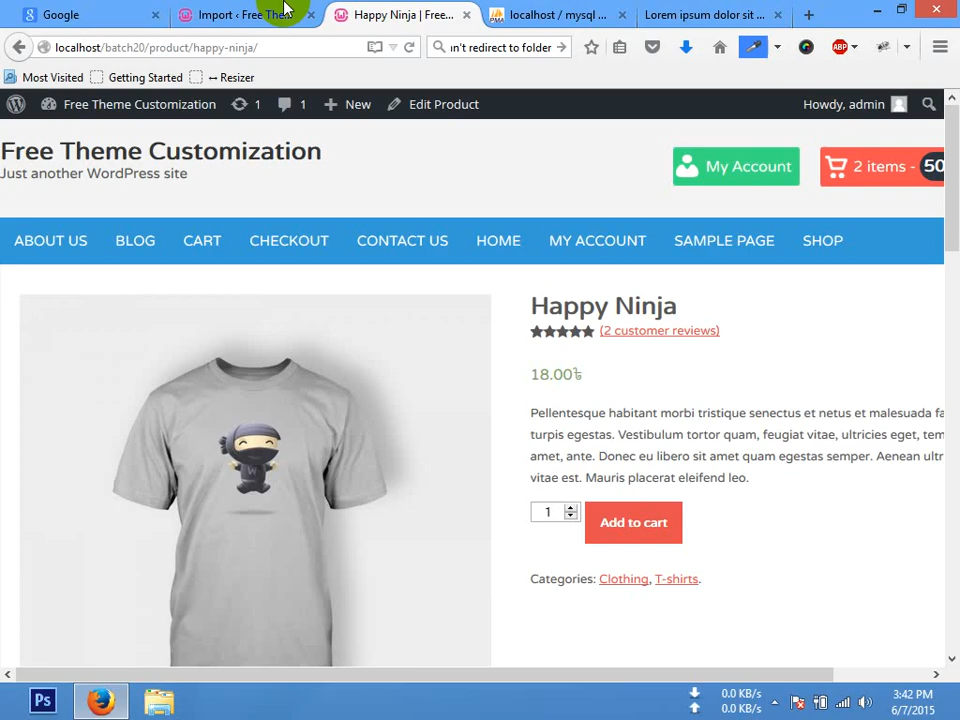 Google
Import ‹ Free Them
Happy Ninja | Free...
localhost / mysql ...
Lorem ipsum dolor sit ...
localhost/batch20/product/happy-ninja/
ın't redirect to folder
ABP
Most Visited
Getting Started
↔ Resizer
Free Theme Customization
1
1
New
Edit Product
Howdy, admin
Free Theme Customization
Just another WordPress site
My Account
2 items -
50
ABOUT US
BLOG
CART
CHECKOUT
CONTACT US
HOME
MY ACCOUNT
SAMPLE PAGE
SHOP
Happy Ninja
(2 customer reviews)
18.00৳
Pellentesque habitant morbi tristique senectus et netus et malesuada fa
turpis egestas. Vestibulum tortor quam, feugiat vitae, ultricies eget, tem
amet, ante. Donec eu libero sit amet quam egestas semper. Aenean ultr
vitae est. Mauris placerat eleifend leo.
1
Add to cart
Categories: Clothing, T-shirts.
W
Ps
0.0 KB/s
0.0 KB/s
3:42 PM
6/7/2015